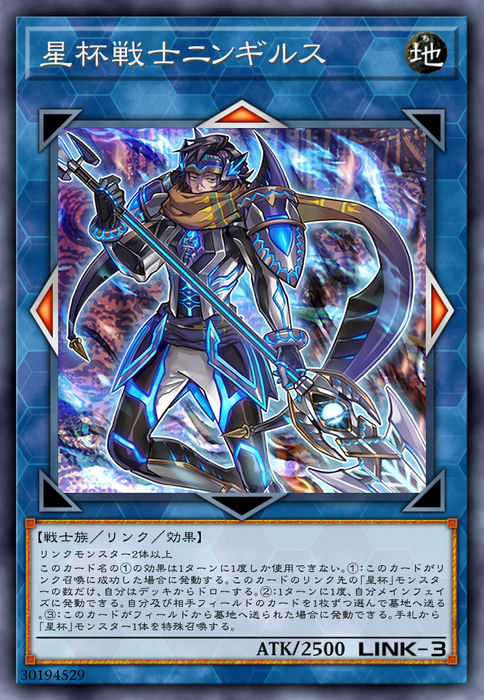 星杯戦士ニンギルス
ち
地
【戦士族／リンク／効果】
リンクモンスター2体以上
このカード名の①の効果は1ターンに1度しか使用できない。①：このカードがリ
ンク召喚に成功した場合に発動する。このカードのリンク先の「星杯」モンスター
の数だけ、自分はデッキからドローする。②：1ターンに1度、自分メインフェイ
ズに発動できる。自分及び相手フィールドのカードを1枚ずつ選んで墓地へ送る
。③：このカードがフィールドから墓地へ送られた場合に発動できる。手札から
「星杯」モンスター1体を特殊召喚する。
ATK/2500 LINK-3
30194529